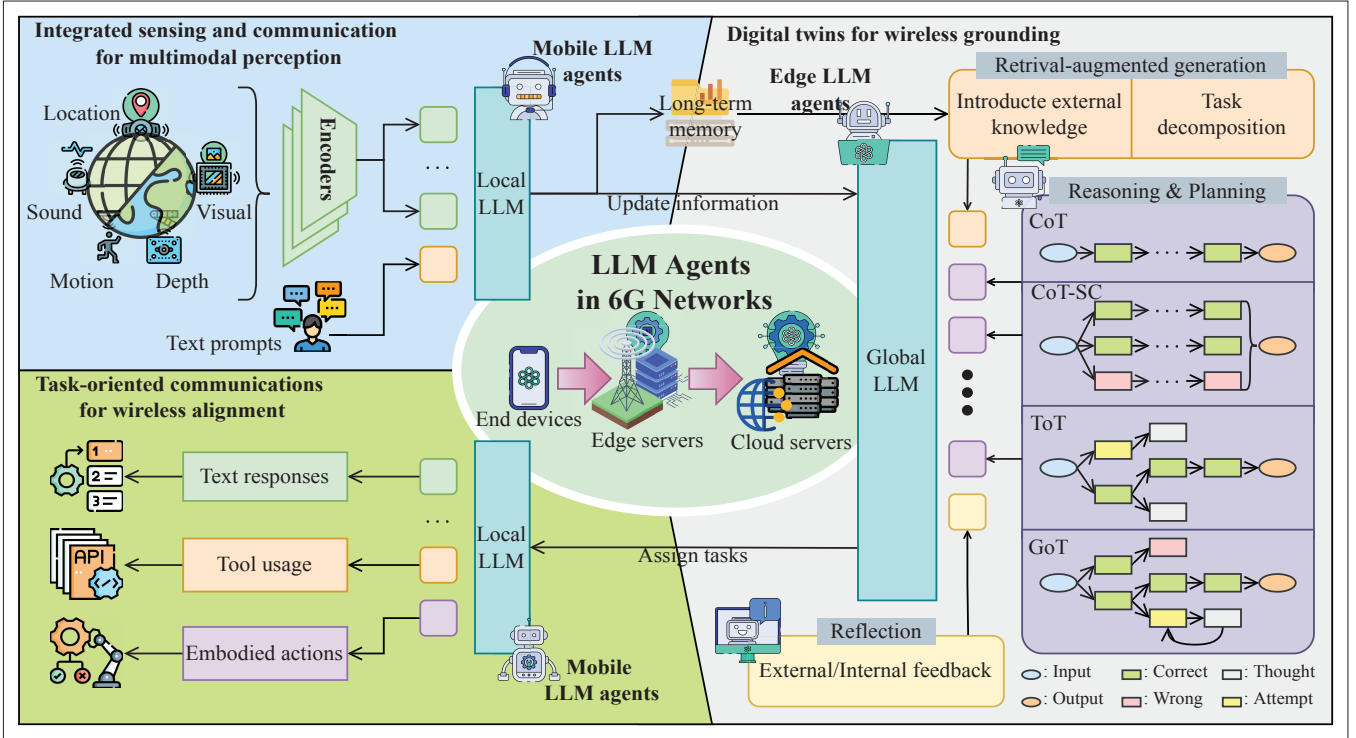 Integrated sensing and communication
for multimodal perception
Location
Sound
Visual
Motion
Depth
Encoders
...
Text prompts
Local
LLM
Mobile LLM
agents
Digital twins for wireless grounding
Long-term
memory
Edge LLM
agents
Update information
Retrival-augmented generation
Introducte external
knowledge
Task
decomposition
Reasoning & Planning
CoT
CoT-SC
ToT
GoT
Global
LLM
LLM Agents
in 6G Networks
End devices
Edge servers
Cloud servers
Task-oriented communications
for wireless alignment
1
2
3
Text responses
...
API
Tool usage
Embodied actions
Local
LLM
Assign tasks
Mobile
LLM agents
Reflection
External/Internal feedback
: Input
: Correct
: Thought
: Output
: Wrong
: Attempt